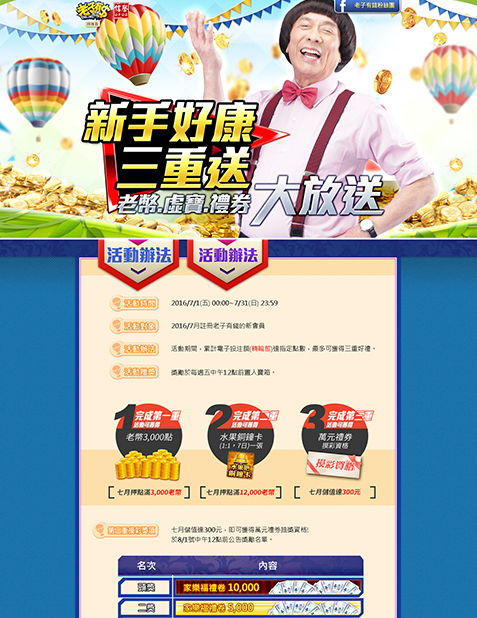 老子有錢粉絲團
新手好康
三重送
老幣.虛寶.禮券 大放送
活動辦法 活動辦法
活動時間 2016/7/1(五) 00:00~7/31(日) 23:59
活動對象 2016/7月註冊老子有錢的新會員
活動辦法 活動期間，累計電子投注額(轉輪館)達指定點數，最多可獲得三重好禮。
活動獎勵 獎勵於每週五中午12點前置入寶箱。
1 完成第一重 活動可獲得 老幣3,000點
2 完成第二重 活動可獲得 水果銅鐘卡 (1:1，7日)一張
3 完成第三重 活動可獲得 萬元禮券 摸彩資格
摸彩資格
七月押點滿3,000老幣
七月押點滿12,000老幣
七月儲值達300元
七月儲值達300元，即可獲得萬元禮券抽獎資格!
於8/1號中午12點前公告獎勵名單。
名次 內容
頭獎 家樂福禮卷 10,000
二獎 家樂福禮卷 5,000